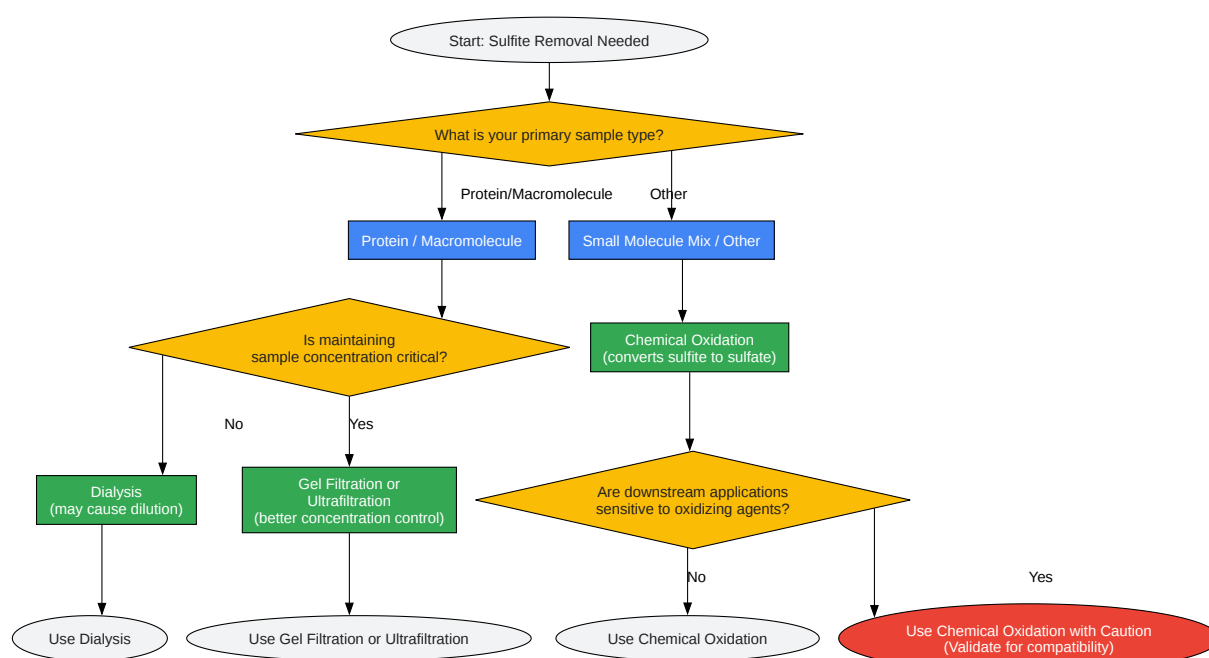 Start: Sulfite Removal Needed
What is your primary sample type?
Protein/Macromolecule
Other
Protein / Macromolecule
Small Molecule Mix / Other
Is maintaining
sample concentration critical?
Chemical Oxidation
(converts sulfite to sulfate)
No
Yes
Dialysis
(may cause dilution)
Gel Filtration or
Ultrafiltration
(better concentration control)
Are downstream applications
sensitive to oxidizing agents?
No
Yes
Use Dialysis
Use Gel Filtration or Ultrafiltration
Use Chemical Oxidation
Use Chemical Oxidation with Caution
(Validate for compatibility)